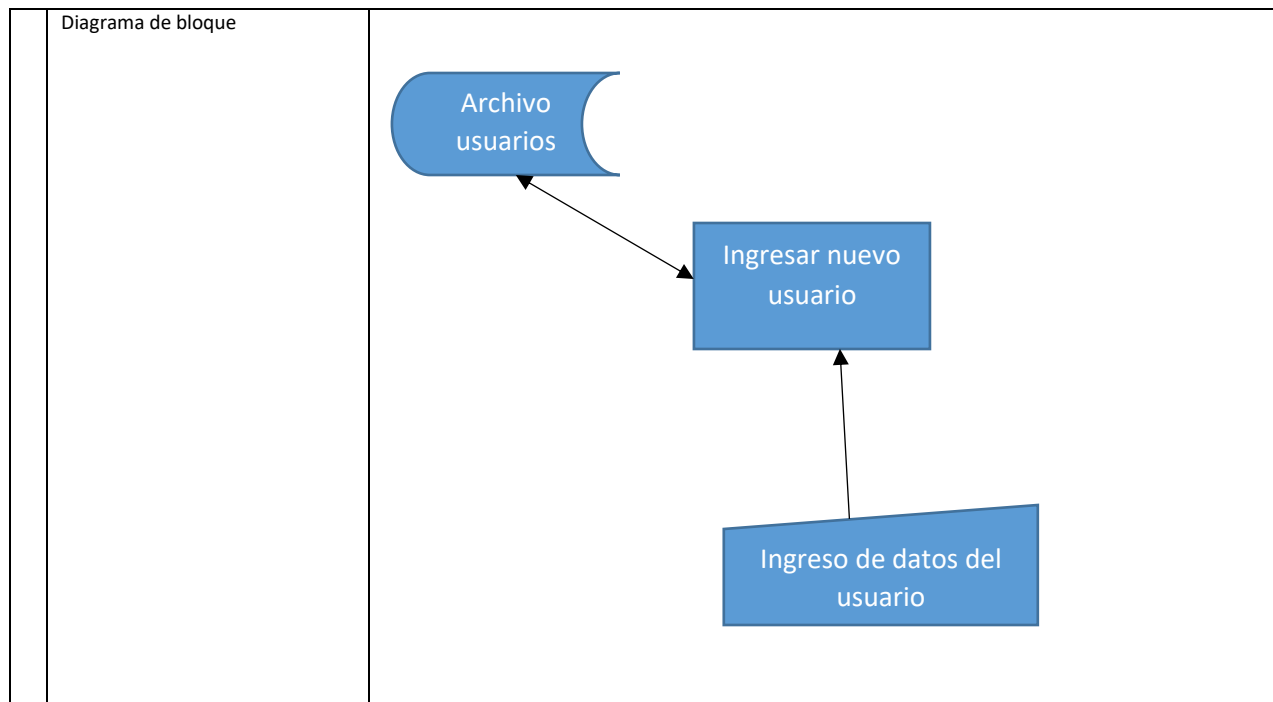 Diagrama de bloque
Archivo
usuarios
Ingresar nuevo
usuario
Ingreso de datos del
usuario